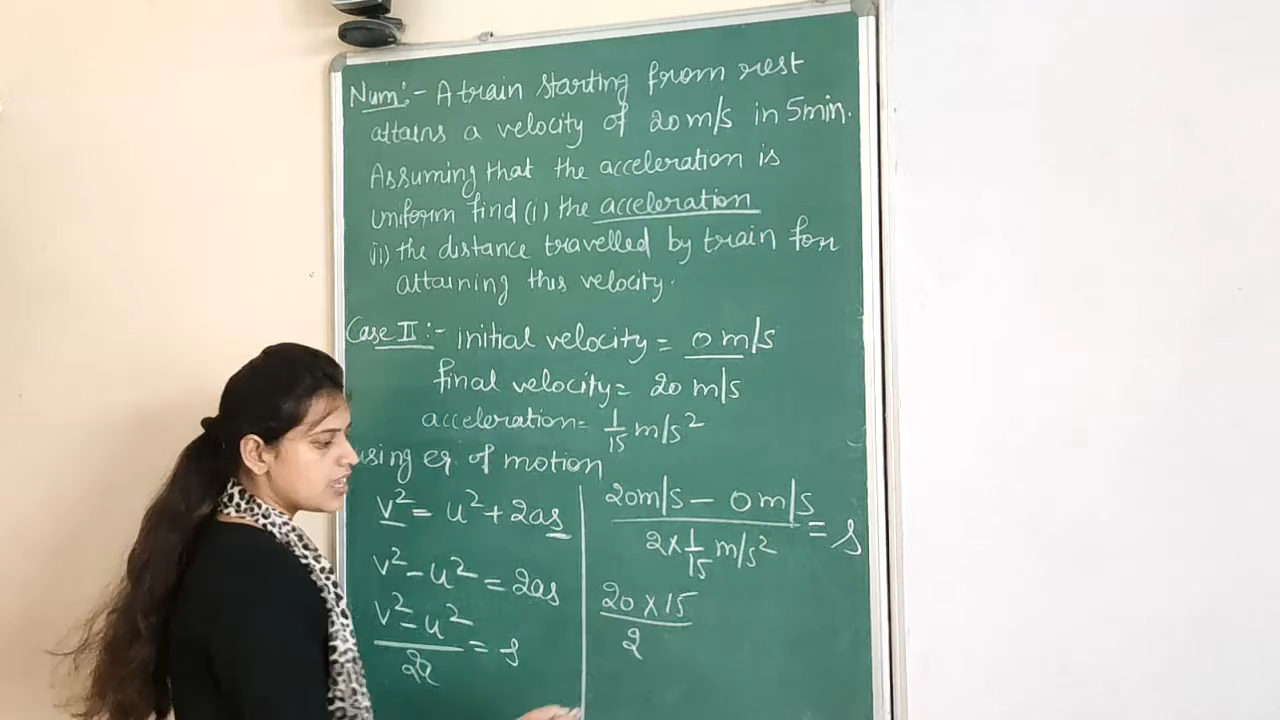 Num:- A train starting from rest
attains a velocity of 20 m/s in 5min.
Assuming that the acceleration is
uniform find (i) the acceleration
ii) the distance travelled by train for
attaining this velocity.
Case II:- initial velocity = 0 m/s
final velocity = 20 m/s
acceleration = 1/15 m/s²
using eq. of motion
v² = u² + 2as
v² - u² = 2as
v² - u² / 2a = s
20m/s - 0 m/s / 2 × 1/15 m/s² = s
20 × 15 / 2